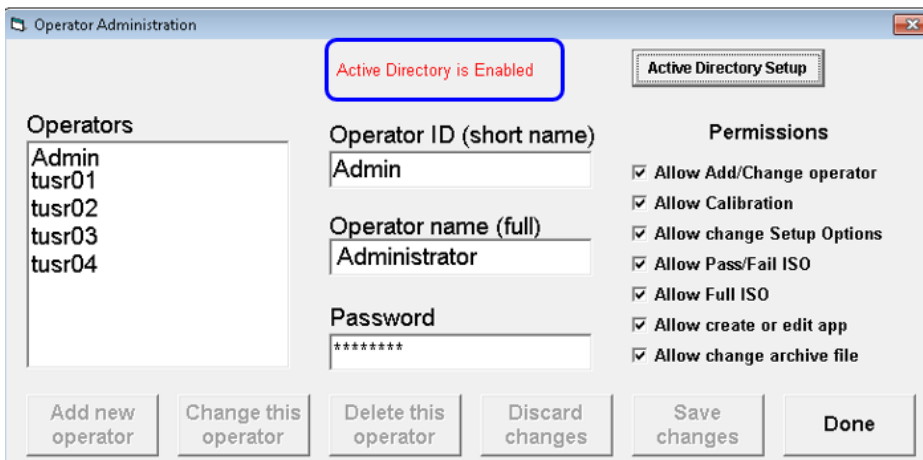 Operator Administration
Active Directory is Enabled
Active Directory Setup
Operators
Admin
tusr01
tusr02
tusr03
tusr04
Operator ID (short name)
Admin
Operator name (full)
Administrator
Password
********
Permissions
Allow Add/Change operator
Allow Calibration
Allow change Setup Options
Allow Pass/Fail ISO
Allow Full ISO
Allow create or edit app
Allow change archive file
Add new
operator
Change this
operator
Delete this
operator
Discard
changes
Save
changes
Done